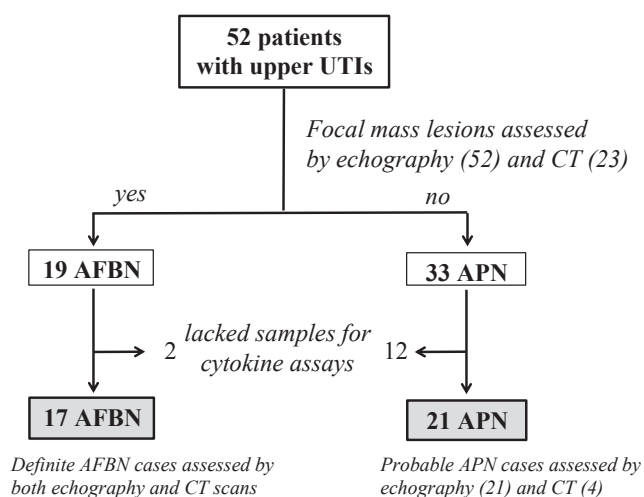 52 patients
with upper UTIs
Focal mass lesions assessed
by echography (52) and CT (23)
yes
no
19 AFBN
33 APN
2
lacked samples for
cytokine assays
12
17 AFBN
21 APN
Definite AFBN cases assessed by
both echography and CT scans
Probable APN cases assessed by
echography (21) and CT (4)